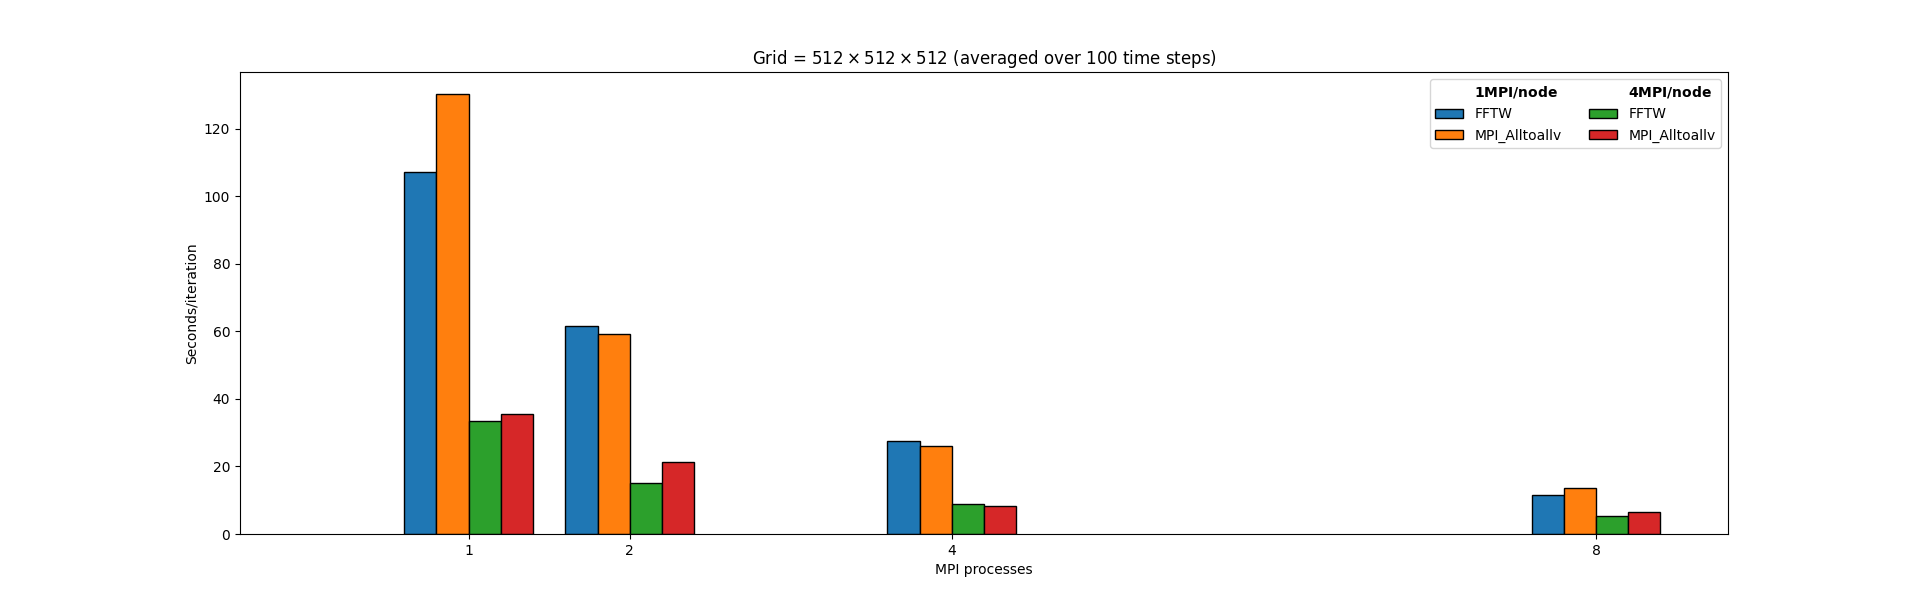 Grid = 512 × 512 × 512 (averaged over 100 time steps)
1MPI/node 4MPI/node
FFTW FFTW
MPI_Alltoallv MPI_Alltoallv
120
100
80
60
40
20
0
Seconds/iteration
1 2 4 8
MPI processes